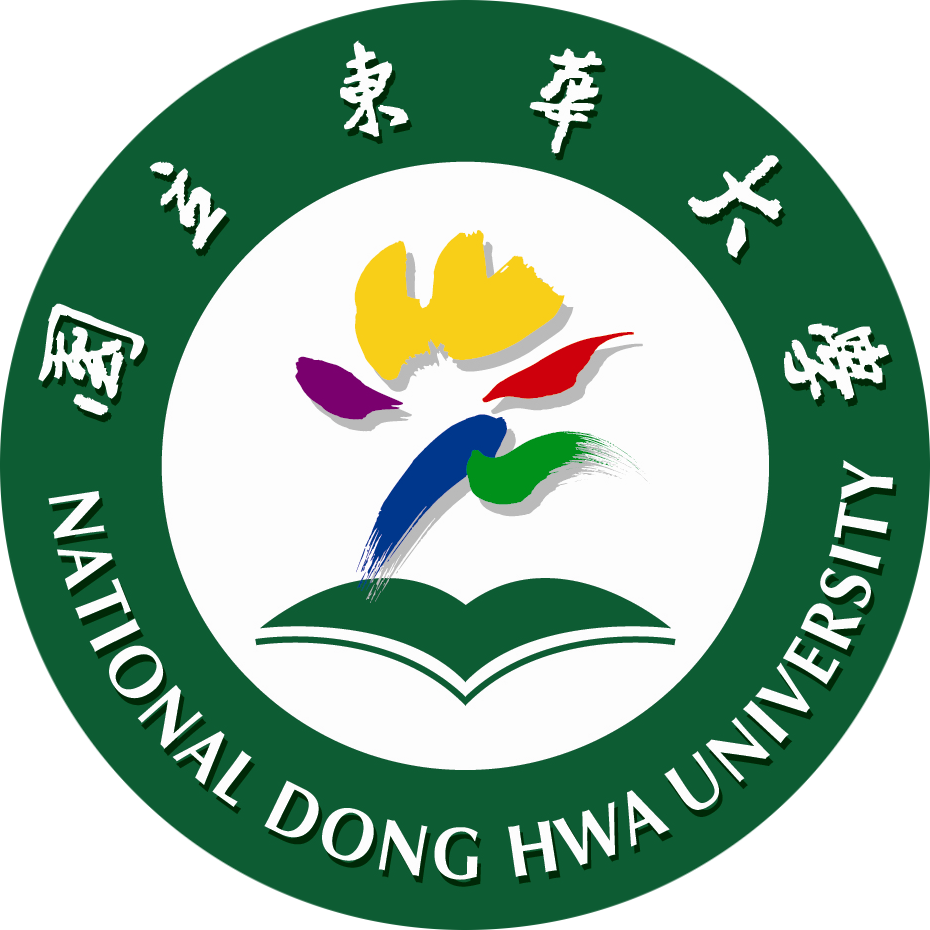 國立東華大學
NATIONAL DONG HWA UNIVERSITY